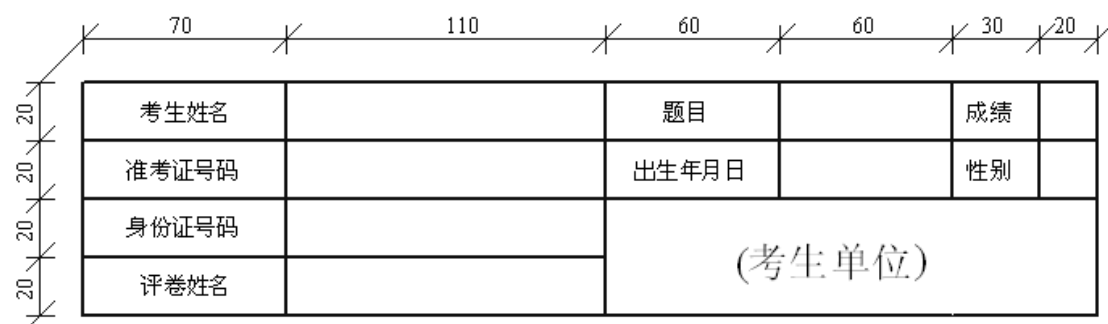 70 110 60 60 30 20
20 考生姓名 题目 成绩
20 准考证号码 出生年月日 性别
20 身份证号码
(考生单位)
20 评卷姓名